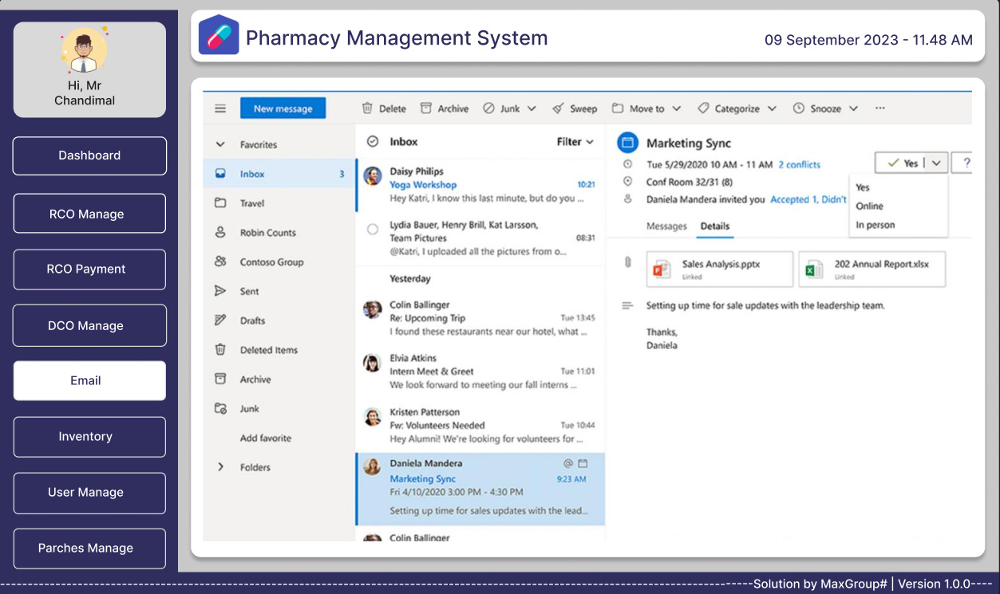 Hi, Mr
Chandimal
Dashboard
RCO Manage
RCO Payment
DCO Manage
Email
Inventory
User Manage
Parches Manage
Pharmacy Management System
09 September 2023 - 11.48 AM
New message
Delete
Archive
Junk
Sweep
Move to
Categorize
Snooze
Favorites
Inbox 3
Travel
Robin Counts
Contoso Group
Sent
Drafts
Deleted Items
Archive
Junk
Add favorite
Folders
Inbox
Filter
Daisy Philips
Yoga Workshop 10:21
Hey Katri, I know this last minute, but do you ...
Lydia Bauer, Henry Brill, Kat Larsson,
Team Pictures 08:31
@Katri, I uploaded all the pictures from o...
Yesterday
Colin Ballinger
Re: Upcoming Trip Tue 13:45
I found these restaurants near our hotel, what ...
Elvia Atkins
Intern Meet & Greet Tue 11:01
We look forward to meeting our fall interns ...
Kristen Patterson
Fw: Volunteers Needed Tue 10:44
Hey Alumni! We're looking for volunteers for ...
Daniela Mandera
Marketing Sync 9:23 AM
Fri 4/10/2020 3:00 PM - 4:30 PM
Setting up time for sales updates with the lead...
Colin Ballinger
Marketing Sync
Tue 5/29/2020 10 AM - 11 AM 2 conflicts
Conf Room 32/31 (8)
Daniela Mandera invited you Accepted 1, Didn't
Yes
?
Yes
Online
In person
Messages Details
Sales Analysis.pptx
Linked
202 Annual Report.xlsx
Linked
Setting up time for sale updates with the leadership team.
Thanks,
Daniela
Solution by MaxGroup# | Version 1.0.0----